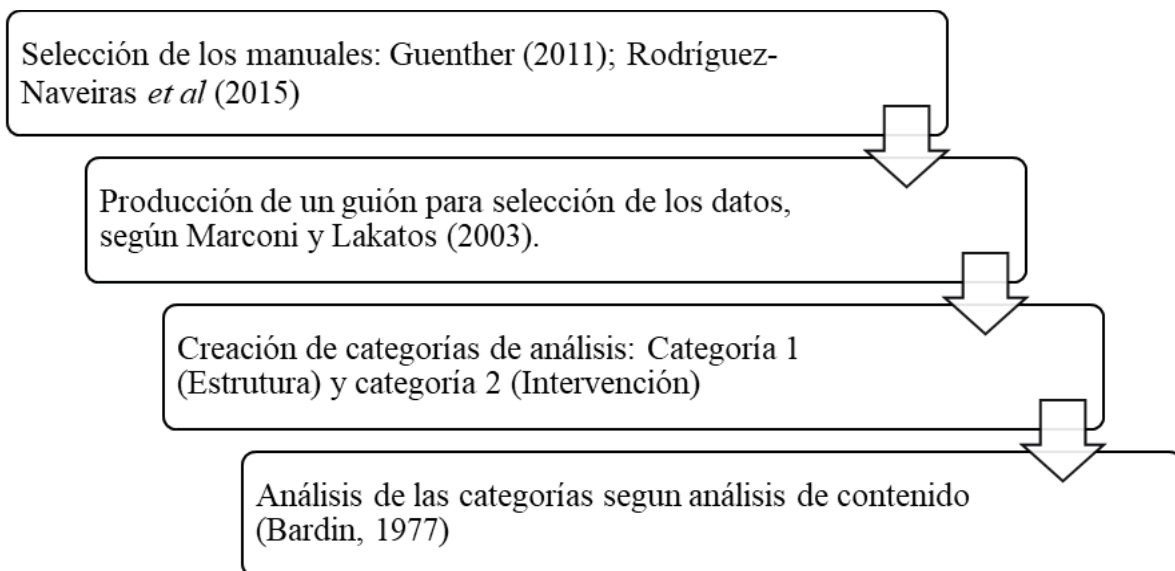 Selección de los manuales: Guenther (2011); Rodríguez-
Naveiras et al (2015)
Producción de un guión para selección de los datos,
según Marconi y Lakatos (2003).
Creación de categorías de análisis: Categoría 1
(Estrutura) y categoría 2 (Intervención)
Análisis de las categorías segun análisis de contenido
(Bardin, 1977)